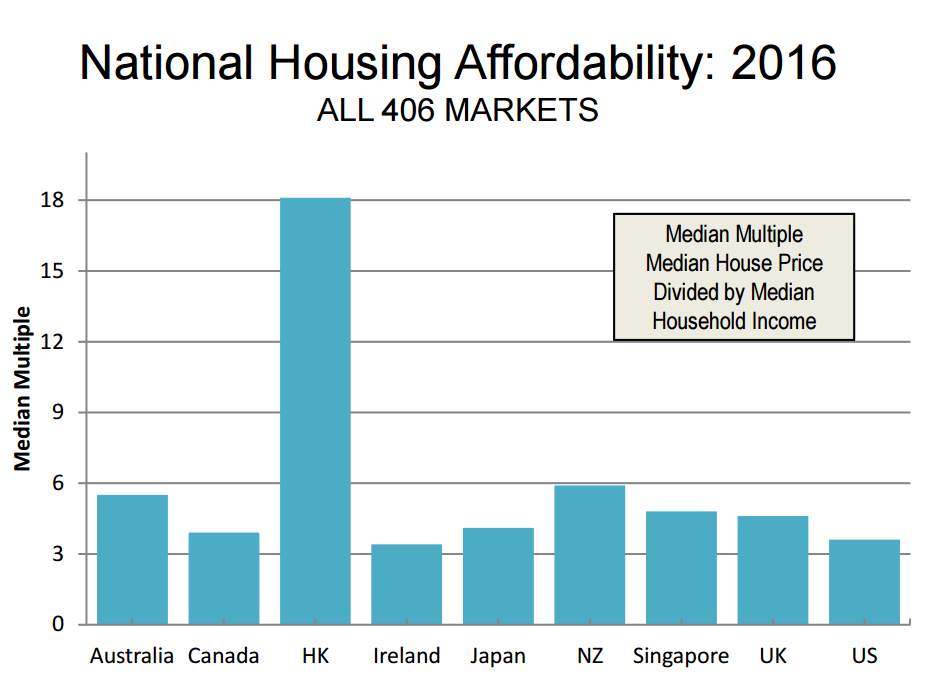 National Housing Affordability: 2016
ALL 406 MARKETS
Median Multiple
18
15
12
9
6
3
0
Median Multiple
Median House Price
Divided by Median
Household Income
Australia Canada HK Ireland Japan NZ Singapore UK US